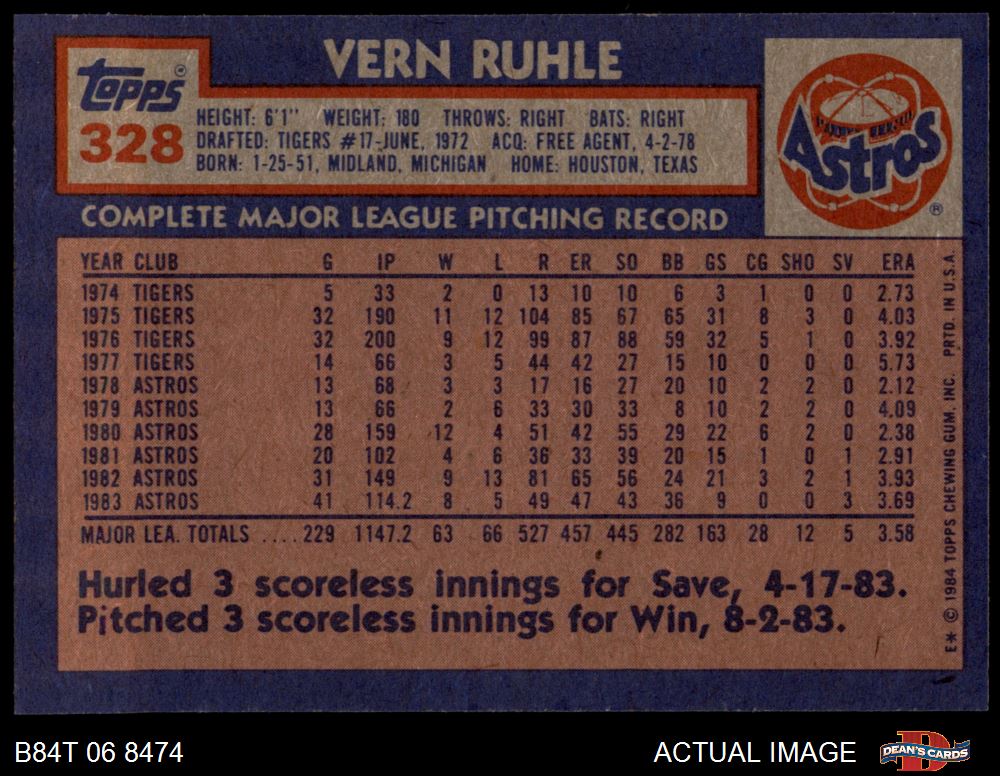 VERN RUHLE
Topps®
328
HEIGHT: 6'1" WEIGHT: 180 THROWS: RIGHT BATS: RIGHT
DRAFTED: TIGERS #17-JUNE, 1972 ACQ: FREE AGENT, 4-2-78
BORN: 1-25-51, MIDLAND, MICHIGAN HOME: HOUSTON, TEXAS
Astros ®
COMPLETE MAJOR LEAGUE PITCHING RECORD
YEAR CLUB G IP W L R ER SO BB GS CG SHO SV ERA
1974 TIGERS 5 33 2 0 13 10 10 6 3 1 0 0 2.73
1975 TIGERS 32 190 11 12 104 85 67 65 31 8 3 0 4.03
1976 TIGERS 32 200 9 12 99 87 88 59 32 5 1 0 3.92
1977 TIGERS 14 66 3 5 44 42 27 15 10 0 0 0 5.73
1978 ASTROS 13 68 3 3 17 16 27 20 10 2 2 0 2.12
1979 ASTROS 13 66 2 6 33 30 33 8 10 2 2 0 4.09
1980 ASTROS 28 159 12 4 51 42 55 29 22 6 2 0 2.38
1981 ASTROS 20 102 4 6 36 33 39 20 15 1 0 1 2.91
1982 ASTROS 31 149 9 13 81 65 56 24 21 3 2 1 3.93
1983 ASTROS 41 114.2 8 5 49 47 43 36 9 0 0 3 3.69
MAJOR LEA. TOTALS ....229 1147.2 63 66 527 457 445 282 163 28 12 5 3.58
Hurled 3 scoreless innings for Save, 4-17-83.
Pitched 3 scoreless innings for Win, 8-2-83.
E* © 1984 TOPPS CHEWING GUM, INC. PRTD. IN U.S.A.
B84T 06 8474
ACTUAL IMAGE
D
DEAN'S CARDS